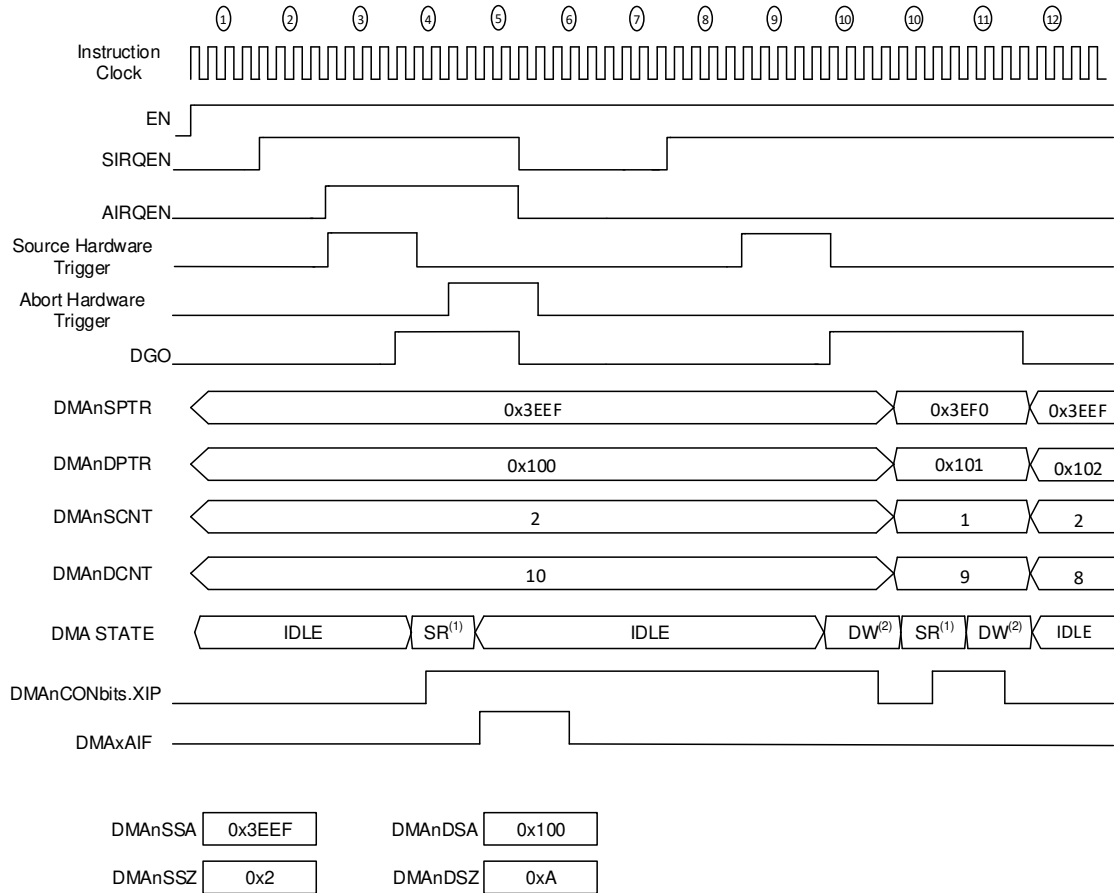 1 2 3 4 5 6 7 8 9 10 10 11 12
Instruction
Clock
EN
SIRQEN
AIRQEN
Source Hardware
Trigger
Abort Hardware
Trigger
DGO
DMAnSPTR 0x3EEF 0x3EF0 0x3EEF
DMAnDPTR 0x100 0x101 0x102
DMAnSCNT 2 1 2
DMAnDCNT 10 9 8
DMA STATE IDLE SR(1) IDLE DW(2) SR(1) DW(2) IDLE
DMAnCONbits.XIP
DMAxAIF
DMAnSSA 0x3EEF DMAnDSA 0x100
DMAnSSZ 0x2 DMAnDSZ 0xA